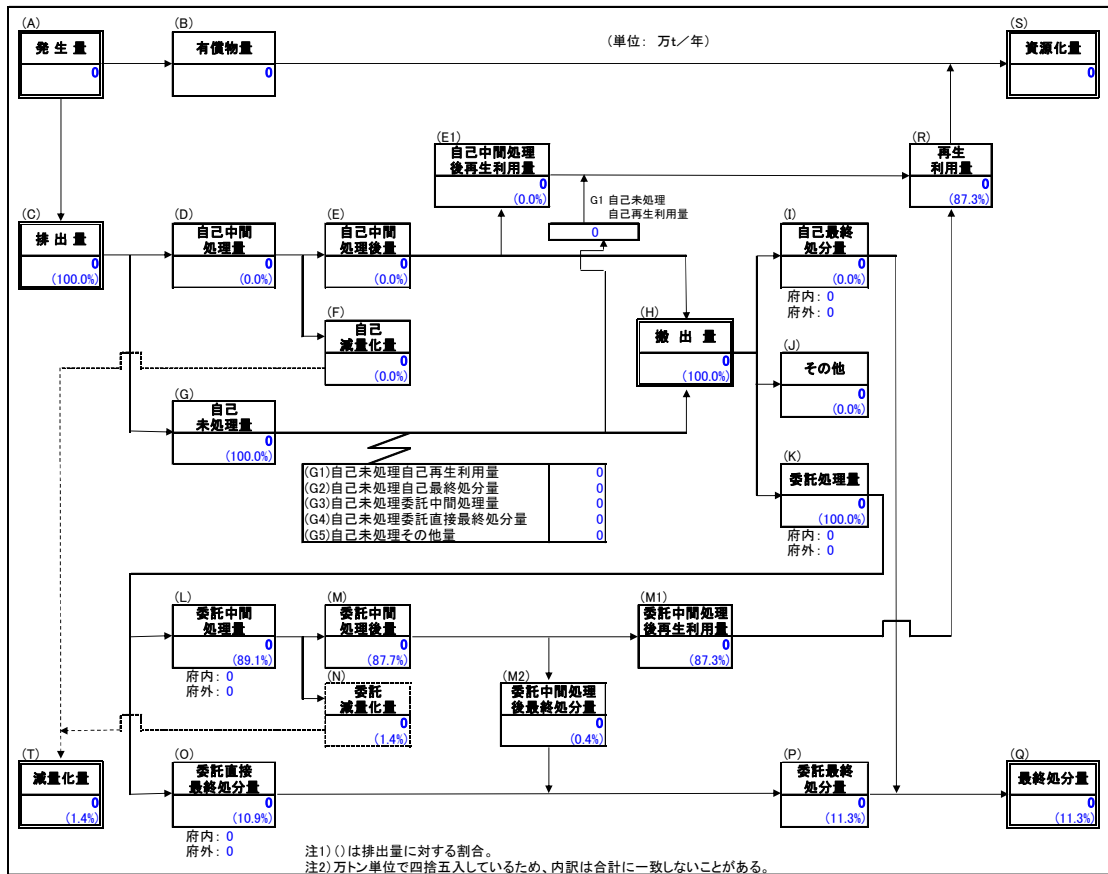 (A)
発 生 量
0
(B)
有償物量
0
(単位： 万t／年)
(S)
資源化量
0
(E1)
自己中間処理
後再生利用量
0
(0.0%)
(R)
再生
利用量
0
(87.3%)
G1 自己未処理
自己再生利用量
0
(C)
排 出 量
0
(100.0%)
(D)
自己中間
処理量
0
(0.0%)
(E)
自己中間
処理後量
0
(0.0%)
(I)
自己最終
処分量
0
(0.0%)
府内： 0
府外： 0
(F)
自己
減量化量
0
(0.0%)
(H)
搬 出 量
0
(100.0%)
(J)
その他
0
(0.0%)
(G)
自己
未処理量
0
(100.0%)
(G1)自己未処理自己再生利用量 0
(G2)自己未処理自己最終処分量 0
(G3)自己未処理委託中間処理量 0
(G4)自己未処理委託直接最終処分量 0
(G5)自己未処理その他量 0
(K)
委託処理量
0
(100.0%)
府内： 0
府外： 0
(L)
委託中間
処理量
0
(89.1%)
府内： 0
府外： 0
(M)
委託中間
処理後量
0
(87.7%)
(M1)
委託中間処理
後再生利用量
0
(87.3%)
(N)
委託
減量化量
0
(1.4%)
(M2)
委託中間処理
後最終処分量
0
(0.4%)
(T)
減量化量
0
(1.4%)
(O)
委託直接
最終処分量
0
(10.9%)
府内： 0
府外： 0
(P)
委託最終
処分量
0
(11.3%)
(Q)
最終処分量
0
(11.3%)
注1)()は排出量に対する割合。
注2)万トン単位で四捨五入しているため、内訳は合計に一致しないことがある。